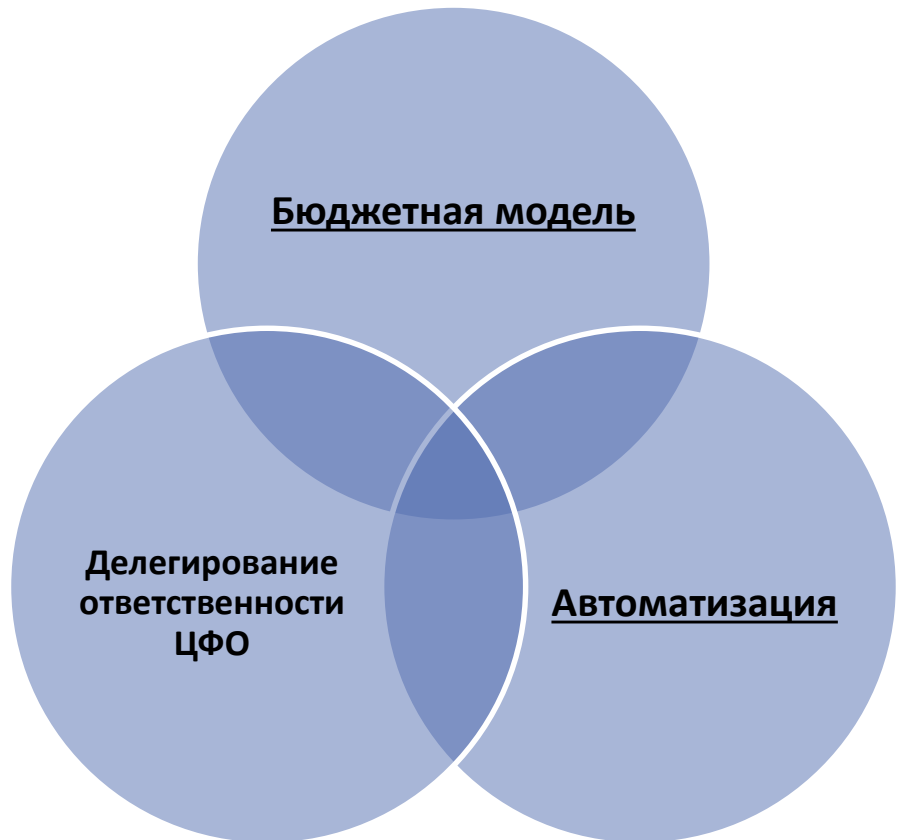 Бюджетная модель
Делегирование
ответственности
ЦФО
Автоматизация